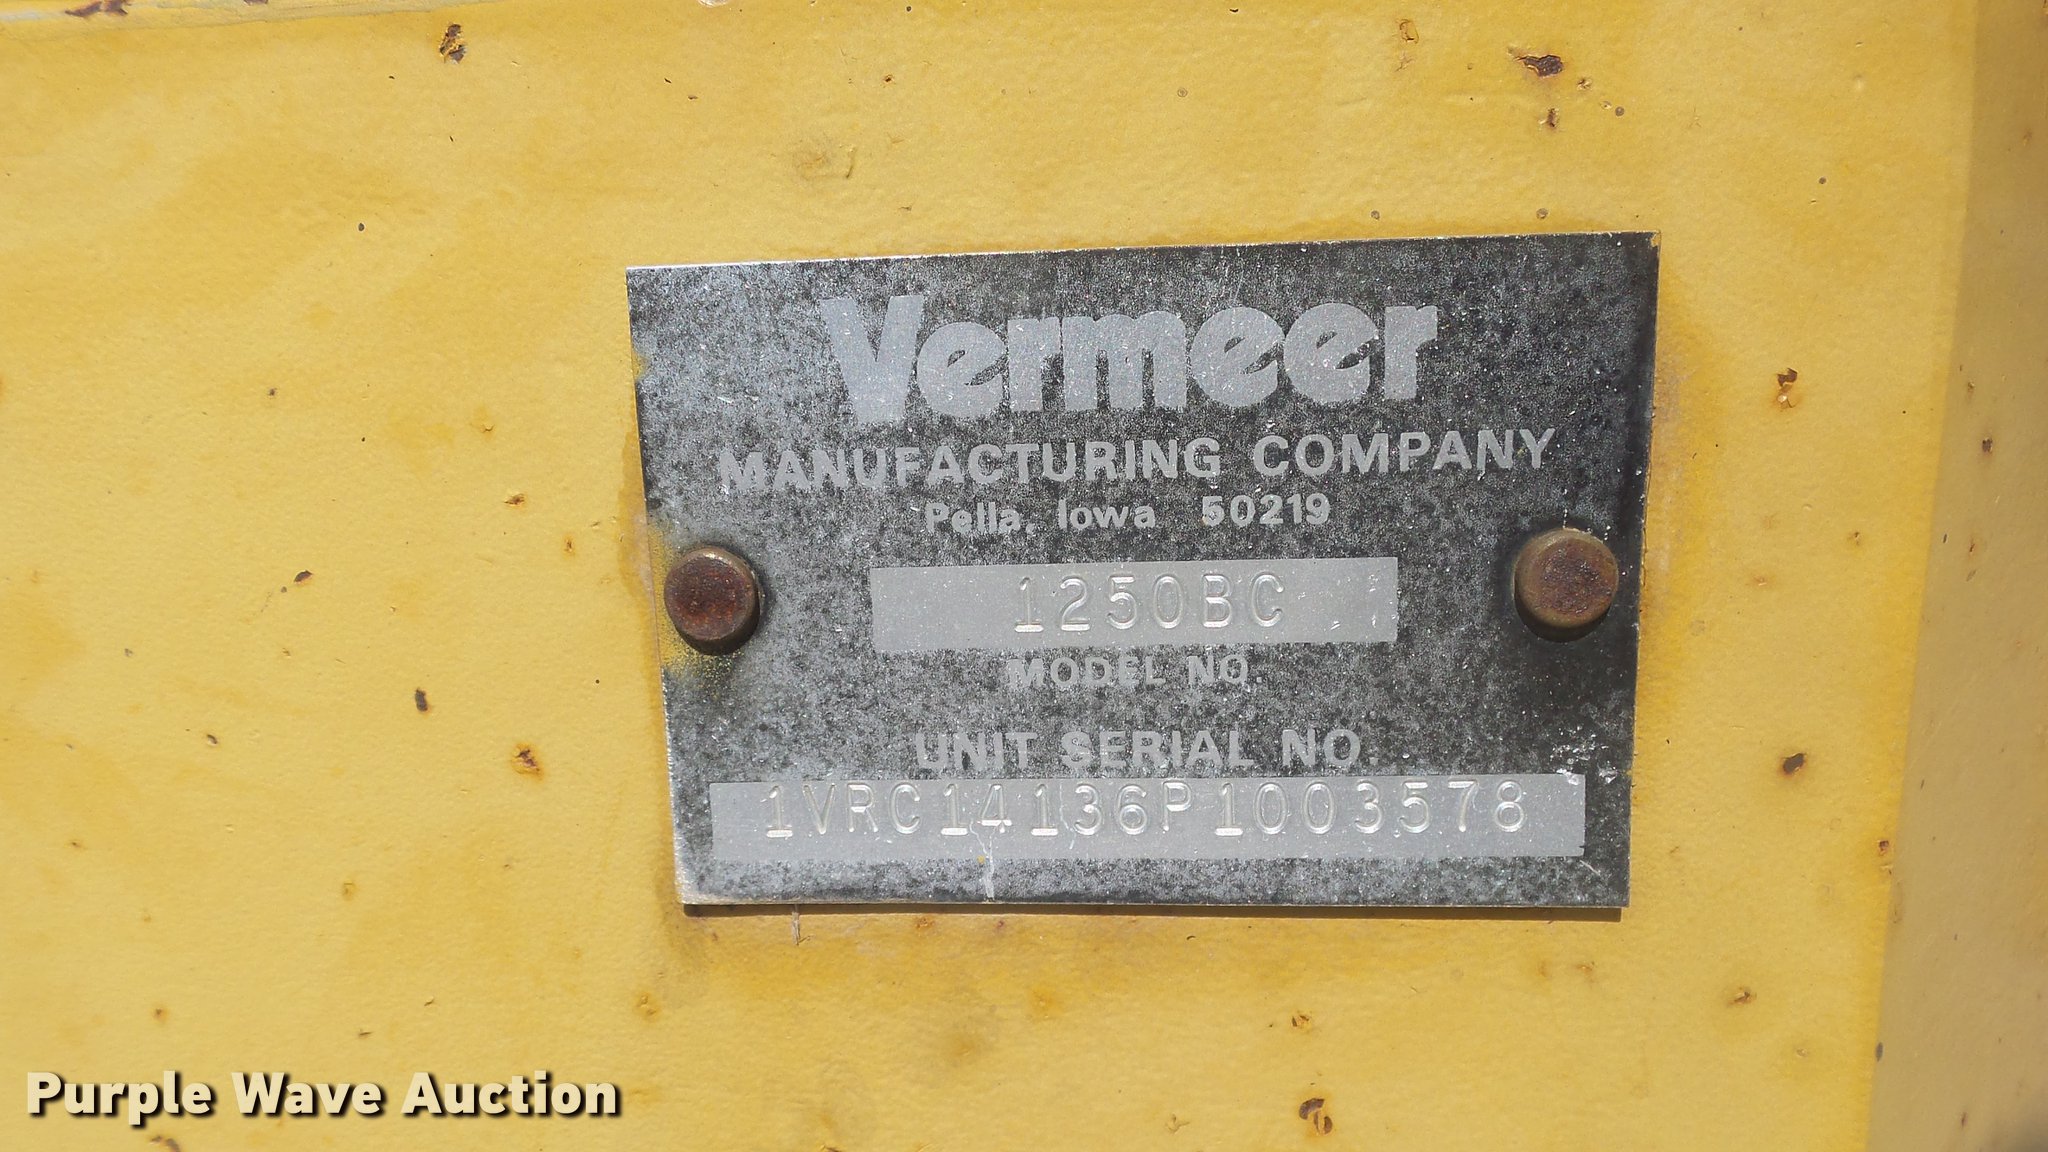 Vermeer
MANUFACTURING COMPANY
Pella, Iowa 50219
1250BC
MODEL NO.
UNIT SERIAL NO.
1VRC14136P1003578
Purple Wave Auction